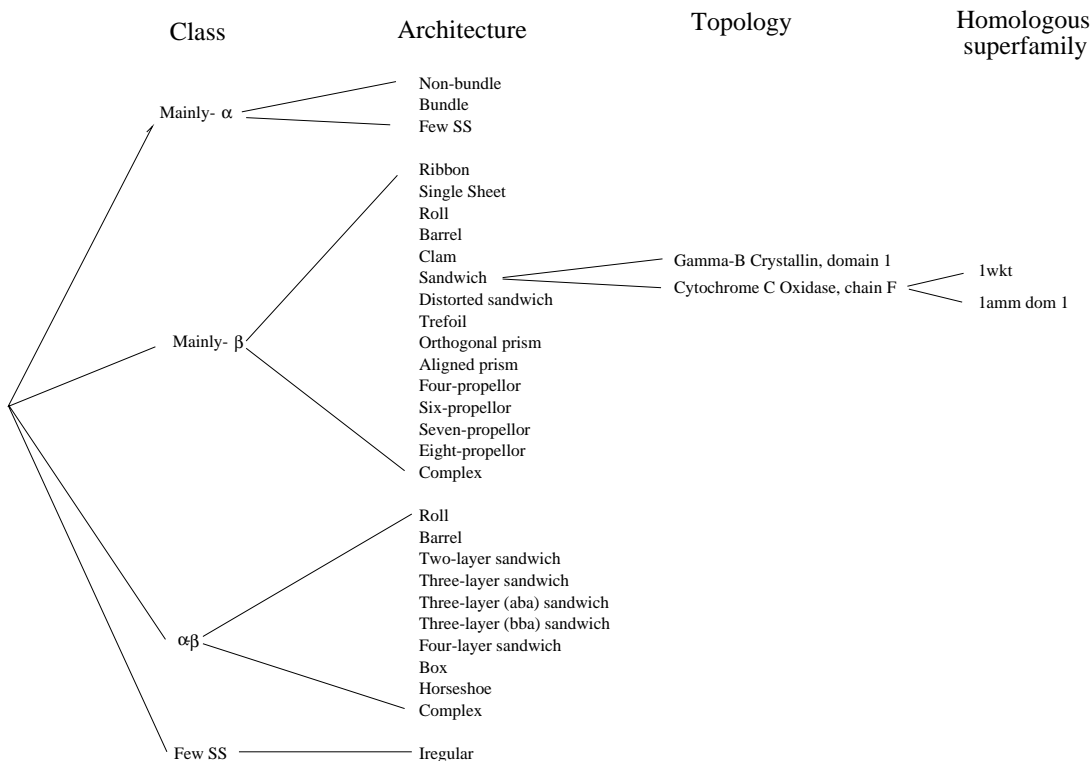 Class
Architecture
Topology
Homologous
superfamily
Mainly- α
Non-bundle
Bundle
Few SS
Mainly- β
Ribbon
Single Sheet
Roll
Barrel
Clam
Sandwich
Distorted sandwich
Trefoil
Orthogonal prism
Aligned prism
Four-propellor
Six-propellor
Seven-propellor
Eight-propellor
Complex
Gamma-B Crystallin, domain 1
Cytochrome C Oxidase, chain F
1wkt
1amm dom 1
α-β
Roll
Barrel
Two-layer sandwich
Three-layer sandwich
Three-layer (aba) sandwich
Three-layer (bba) sandwich
Four-layer sandwich
Box
Horseshoe
Complex
Few SS
Iregular